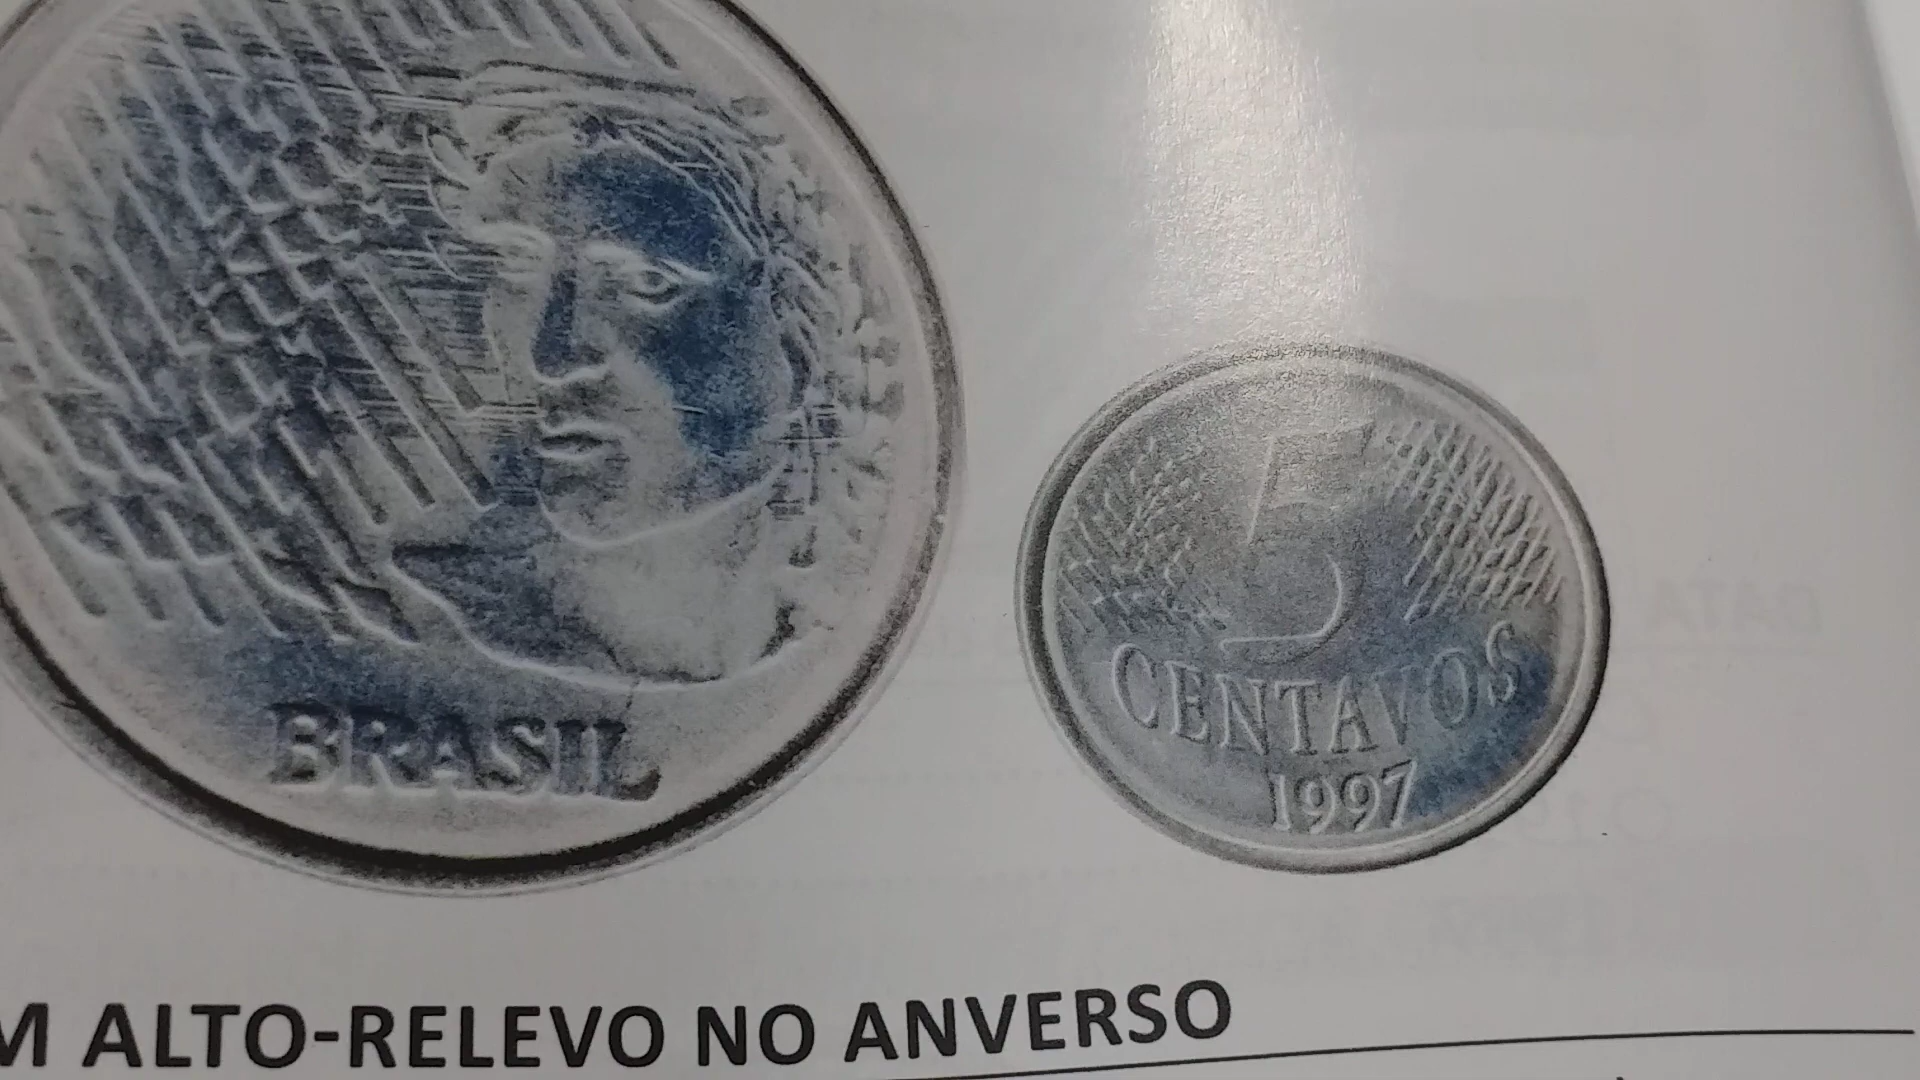 BRASIL
5
CENTAVOS
1997
M ALTO-RELEVO NO ANVERSO